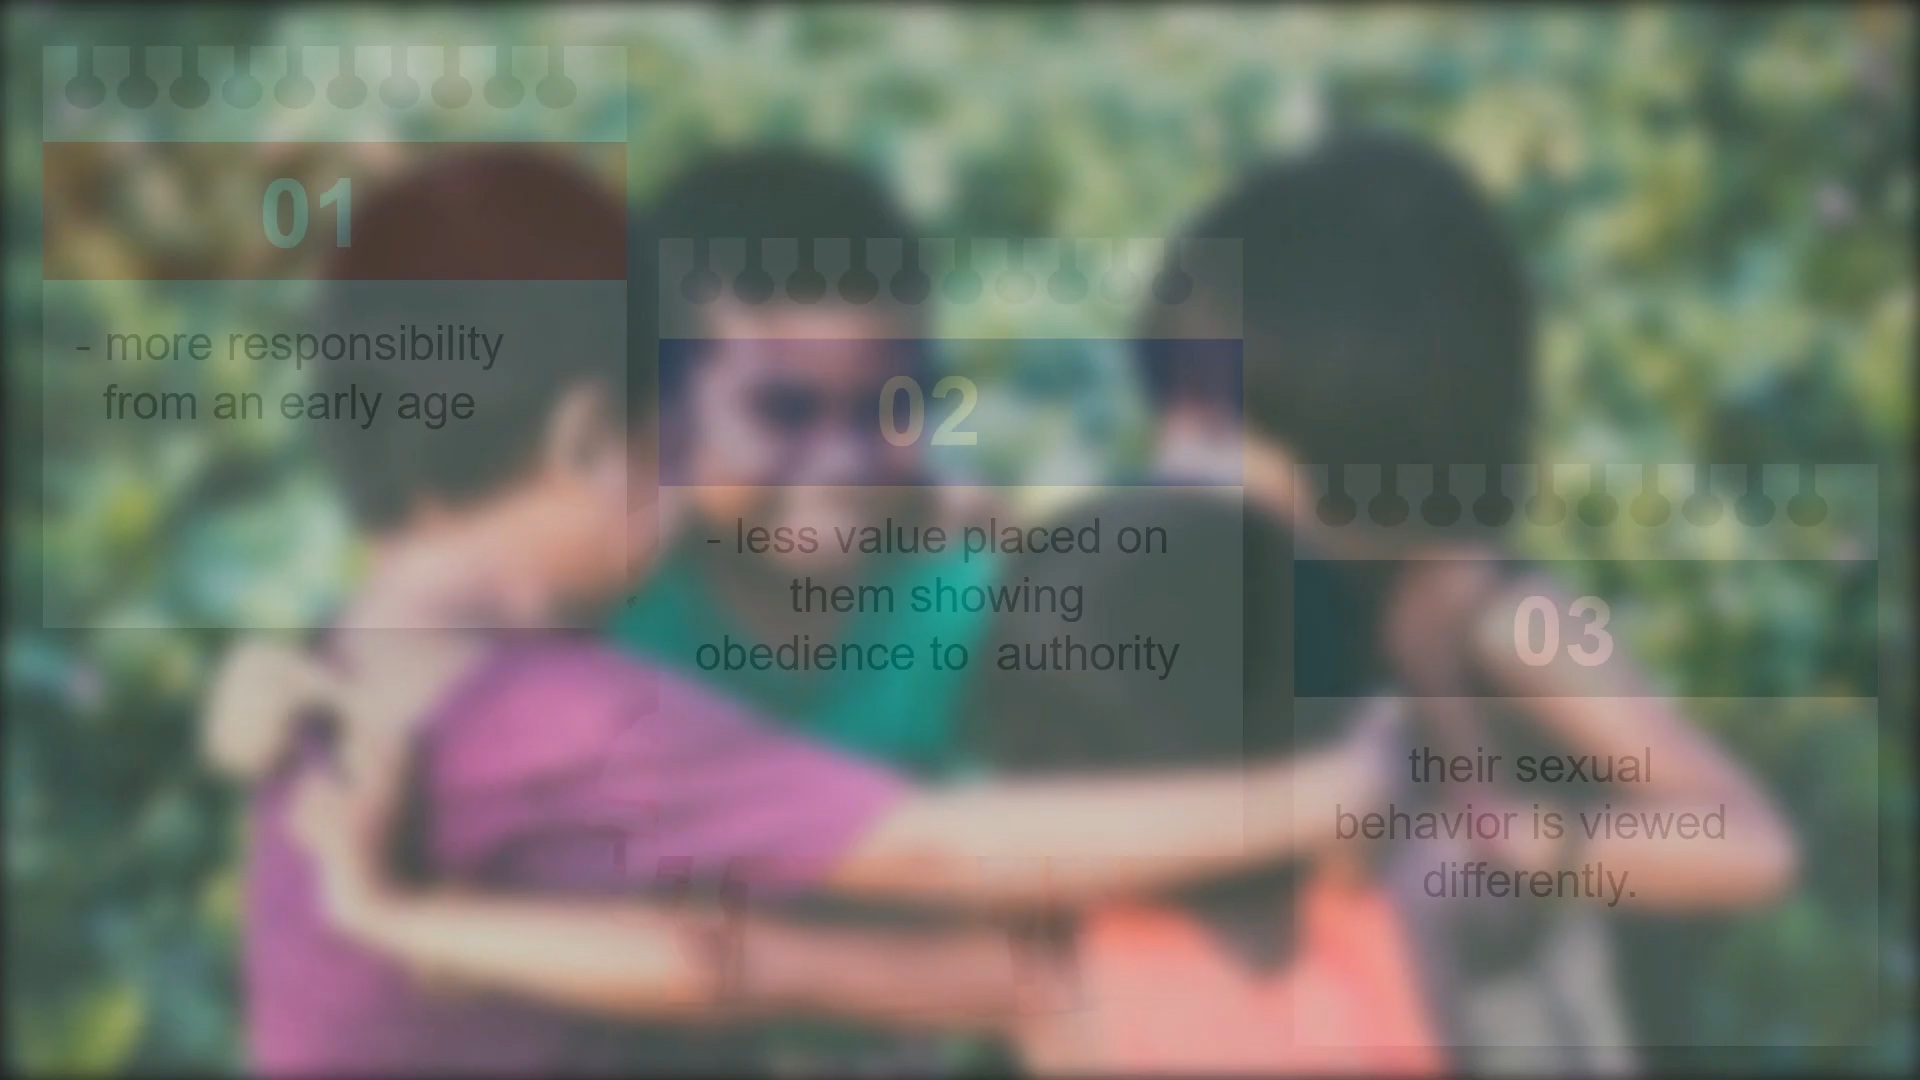 01
- more responsibility
from an early age
02
- less value placed on
them showing
obedience to authority
03
their sexual
behavior is viewed
differently.